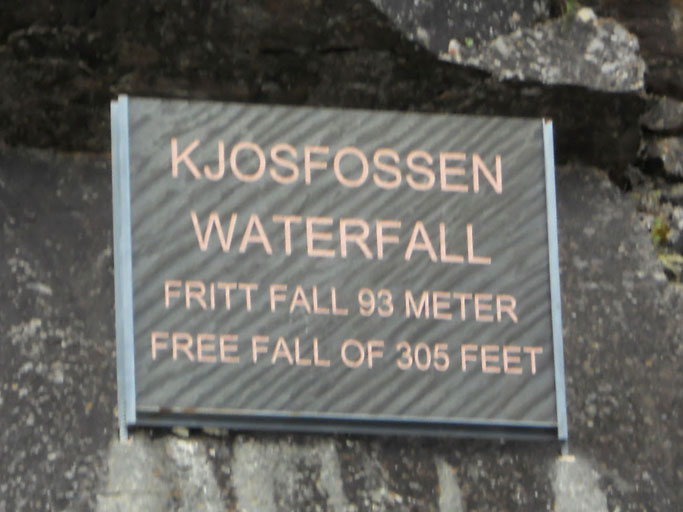 KJOSFOSSEN
WATERFALL
FRITT FALL 93 METER
FREE FALL OF 305 FEET